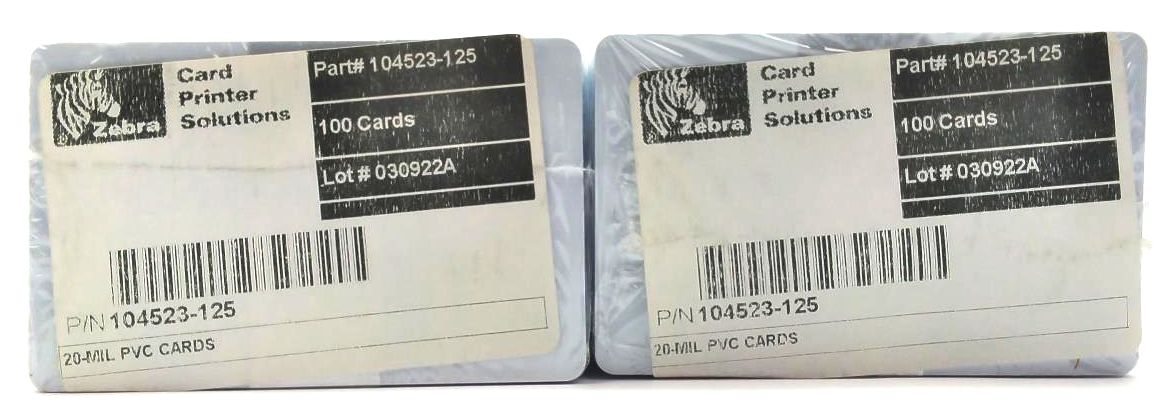 Zebra
Card
Printer
Solutions
Part# 104523-125
100 Cards
Lot # 030922A
P/N 104523-125
20-MIL PVC CARDS
Zebra
Card
Printer
Solutions
Part# 104523-125
100 Cards
Lot # 030922A
P/N 104523-125
20-MIL PVC CARDS